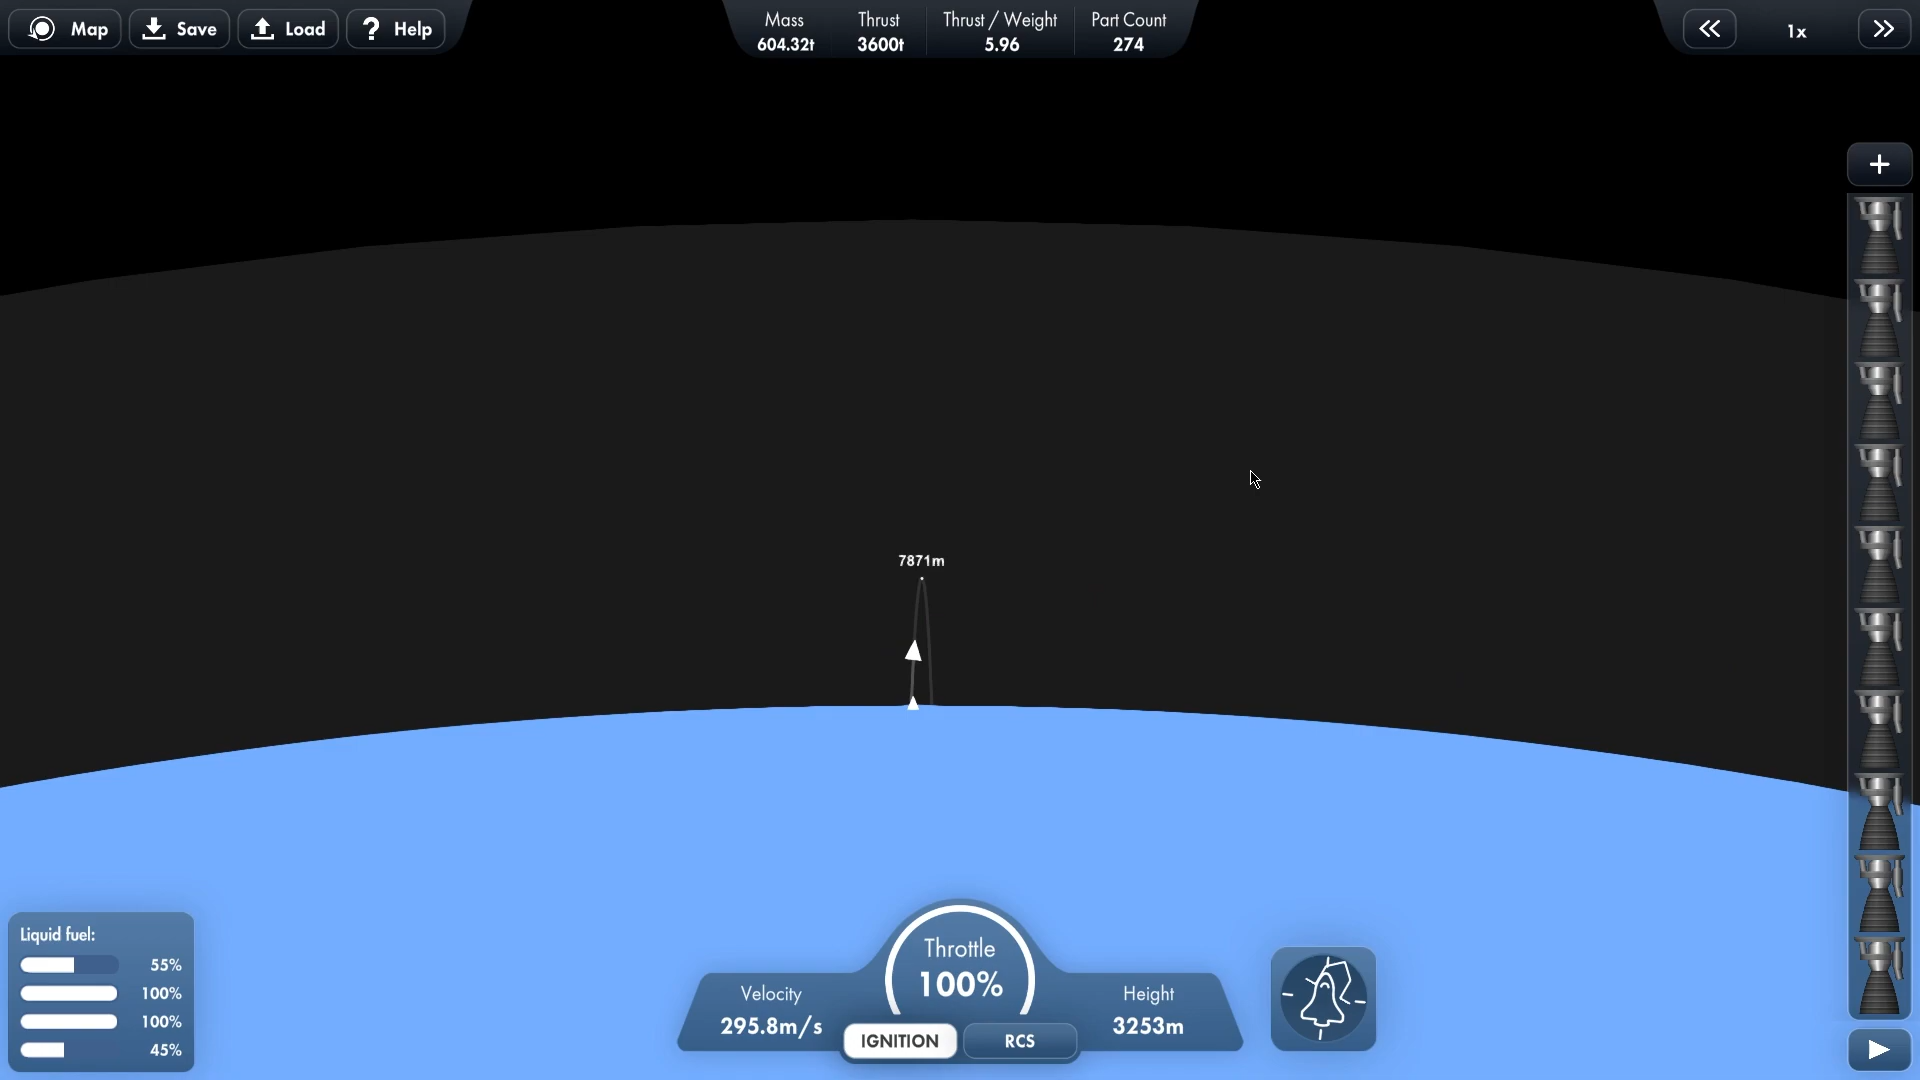 Map
Save
Load
? Help
Mass
604.32t
Thrust
3600t
Thrust / Weight
5.96
Part Count
274
1x
7871m
Liquid fuel:
55%
100%
100%
45%
Throttle
100%
Velocity
295.8m/s
Height
3253m
IGNITION
RCS